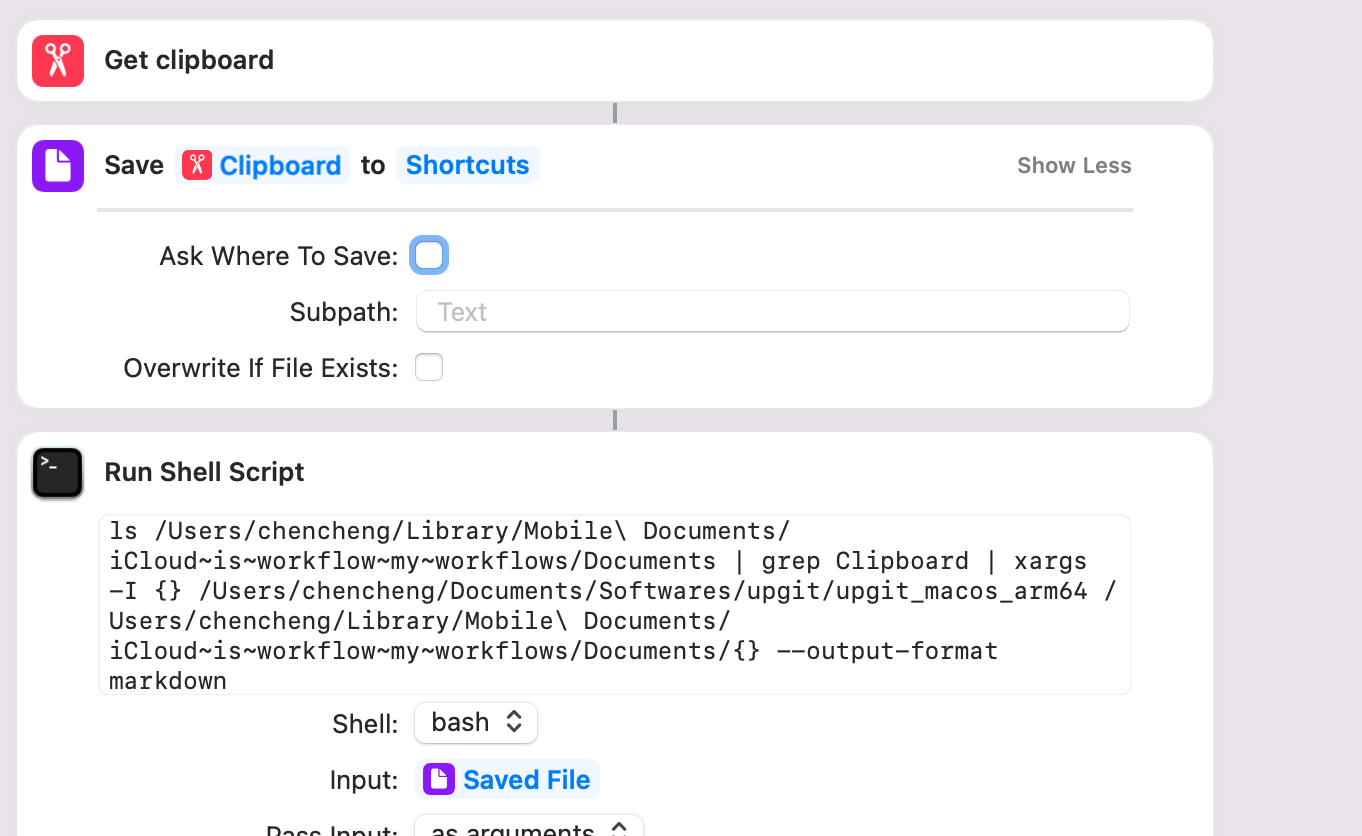 Get clipboard
Save Clipboard to Shortcuts Show Less
Ask Where To Save:
Subpath: Text
Overwrite If File Exists:
>_ Run Shell Script
ls /Users/chencheng/Library/Mobile\ Documents/
iCloud~is~workflow~my~workflows/Documents | grep Clipboard | xargs
-I {} /Users/chencheng/Documents/Softwares/upgit/upgit_macos_arm64 /
Users/chencheng/Library/Mobile\ Documents/
iCloud~is~workflow~my~workflows/Documents/{} --output-format
markdown
Shell: bash
Input: Saved File
Pass Input: as arguments